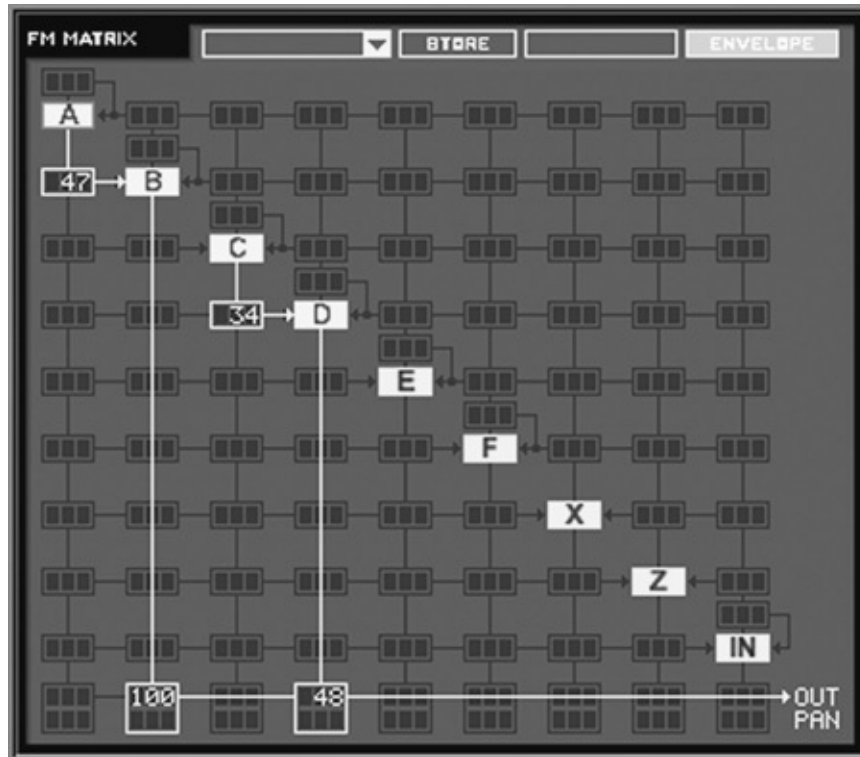 FM MATRIX STORE ENVELOPE
A
47 B
C
34 D
E
F
X
Z
IN
100 48 OUT
PAN